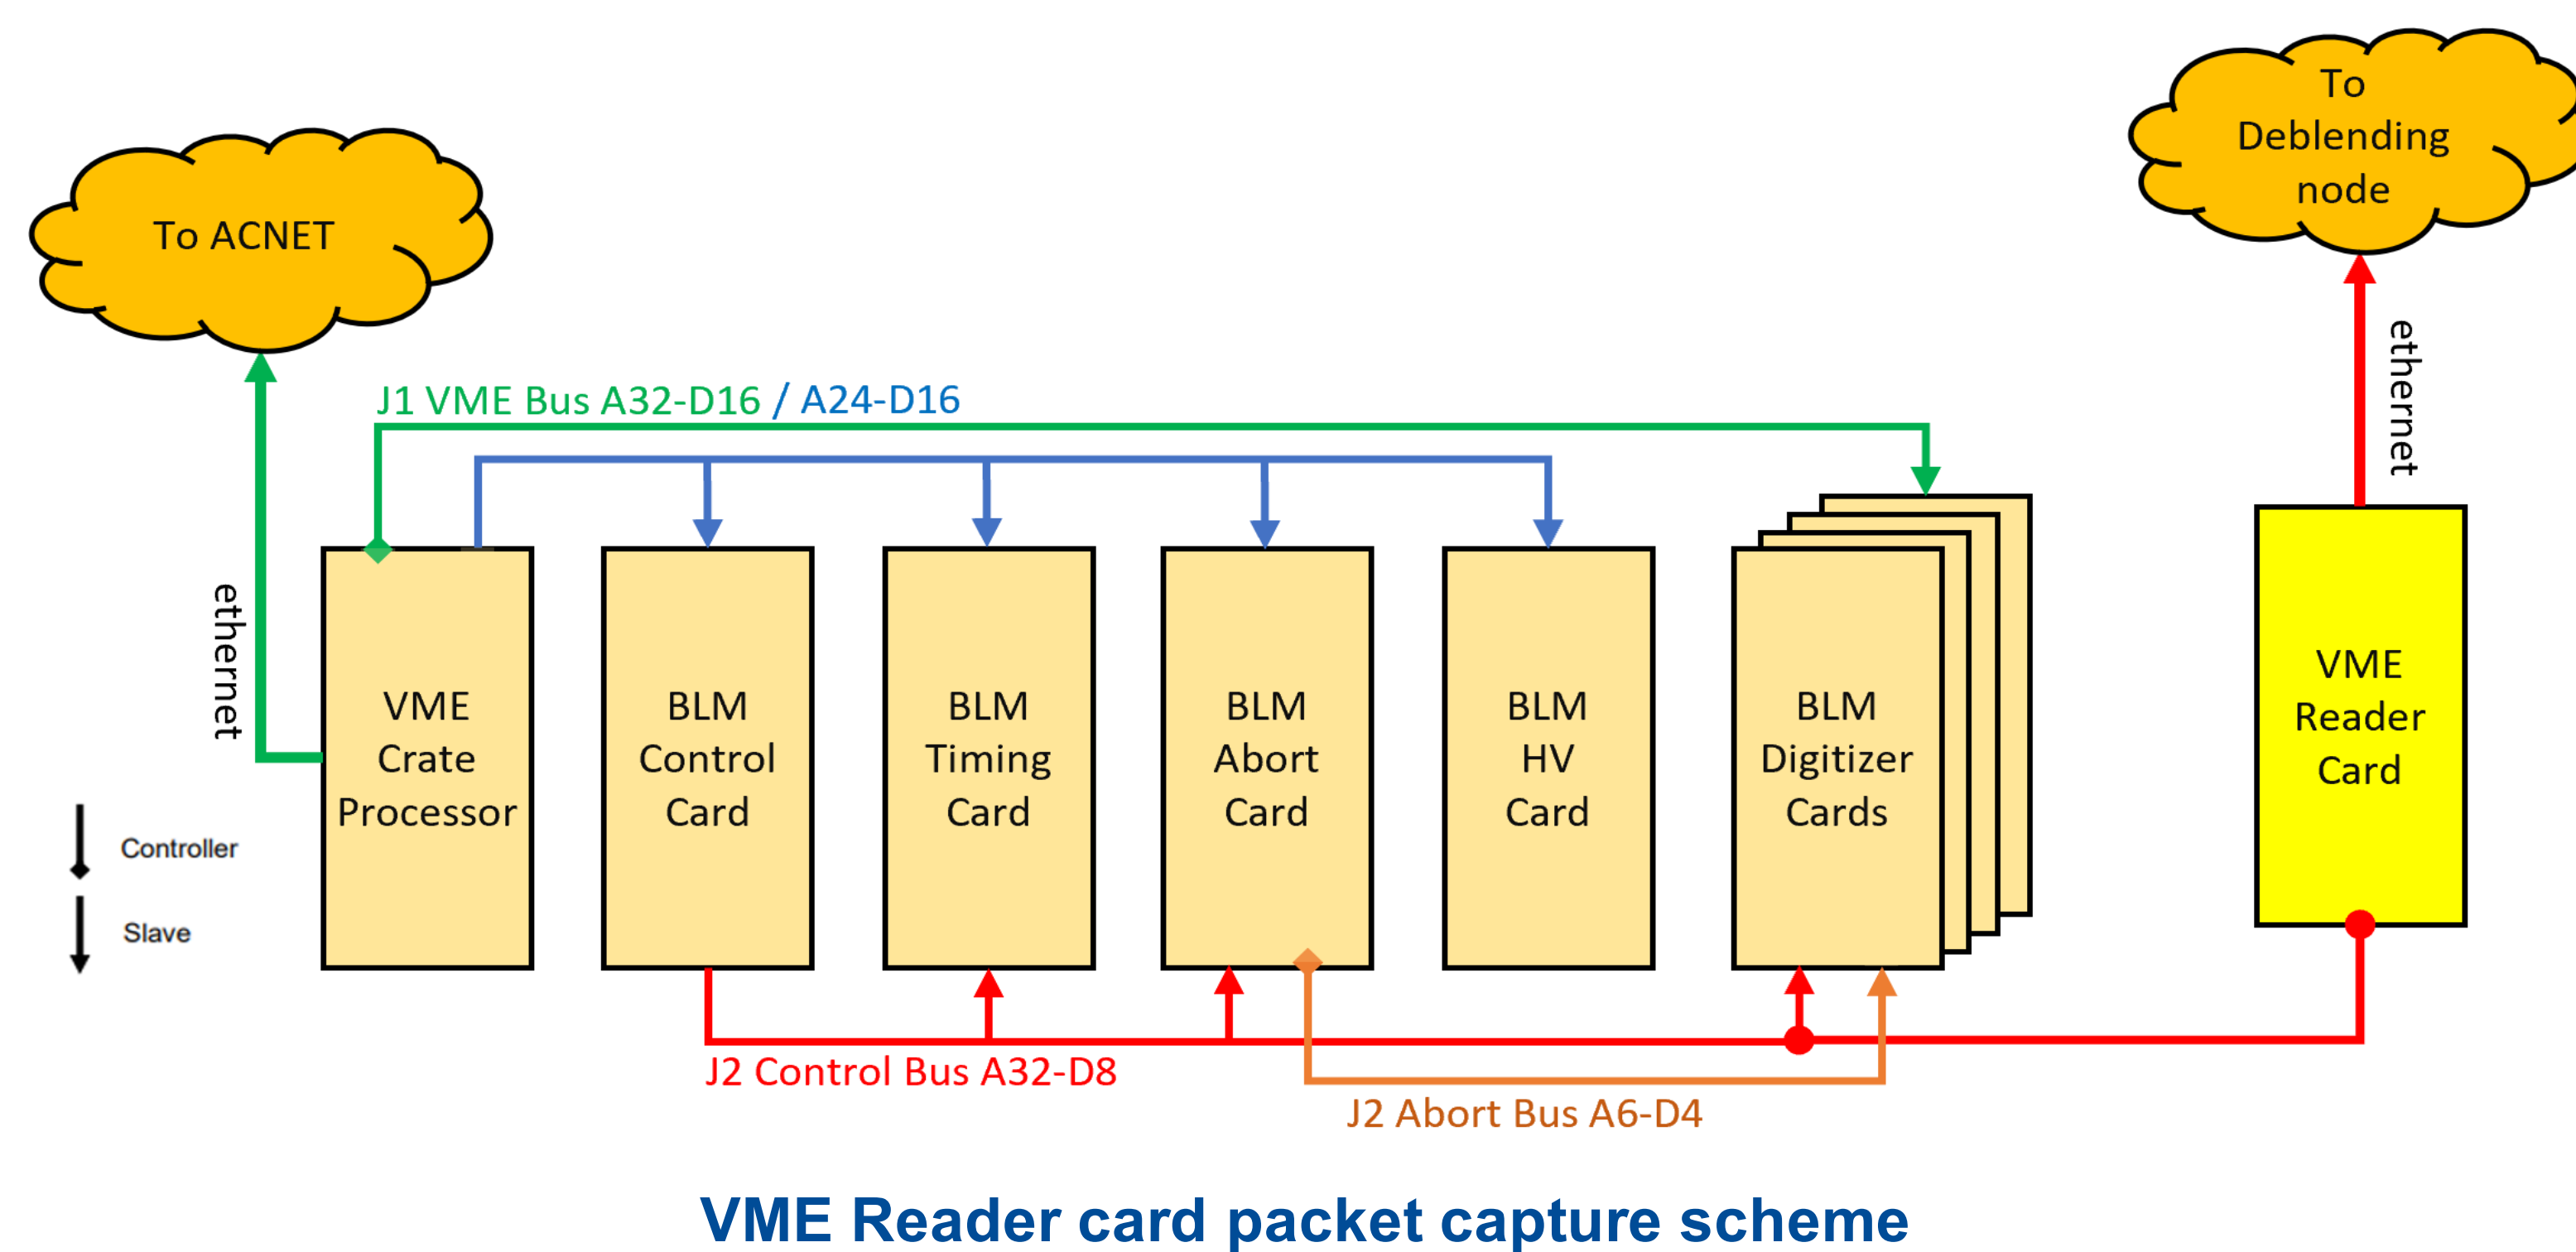 To
Deblending
node
To ACNET
ethernet
J1 VME Bus A32-D16 / A24-D16
ethernet
VME
Crate
Processor
BLM
Control
Card
BLM
Timing
Card
BLM
Abort
Card
BLM
HV
Card
BLM
Digitizer
Cards
VME
Reader
Card
Controller
Slave
J2 Control Bus A32-D8
J2 Abort Bus A6-D4
VME Reader card packet capture scheme